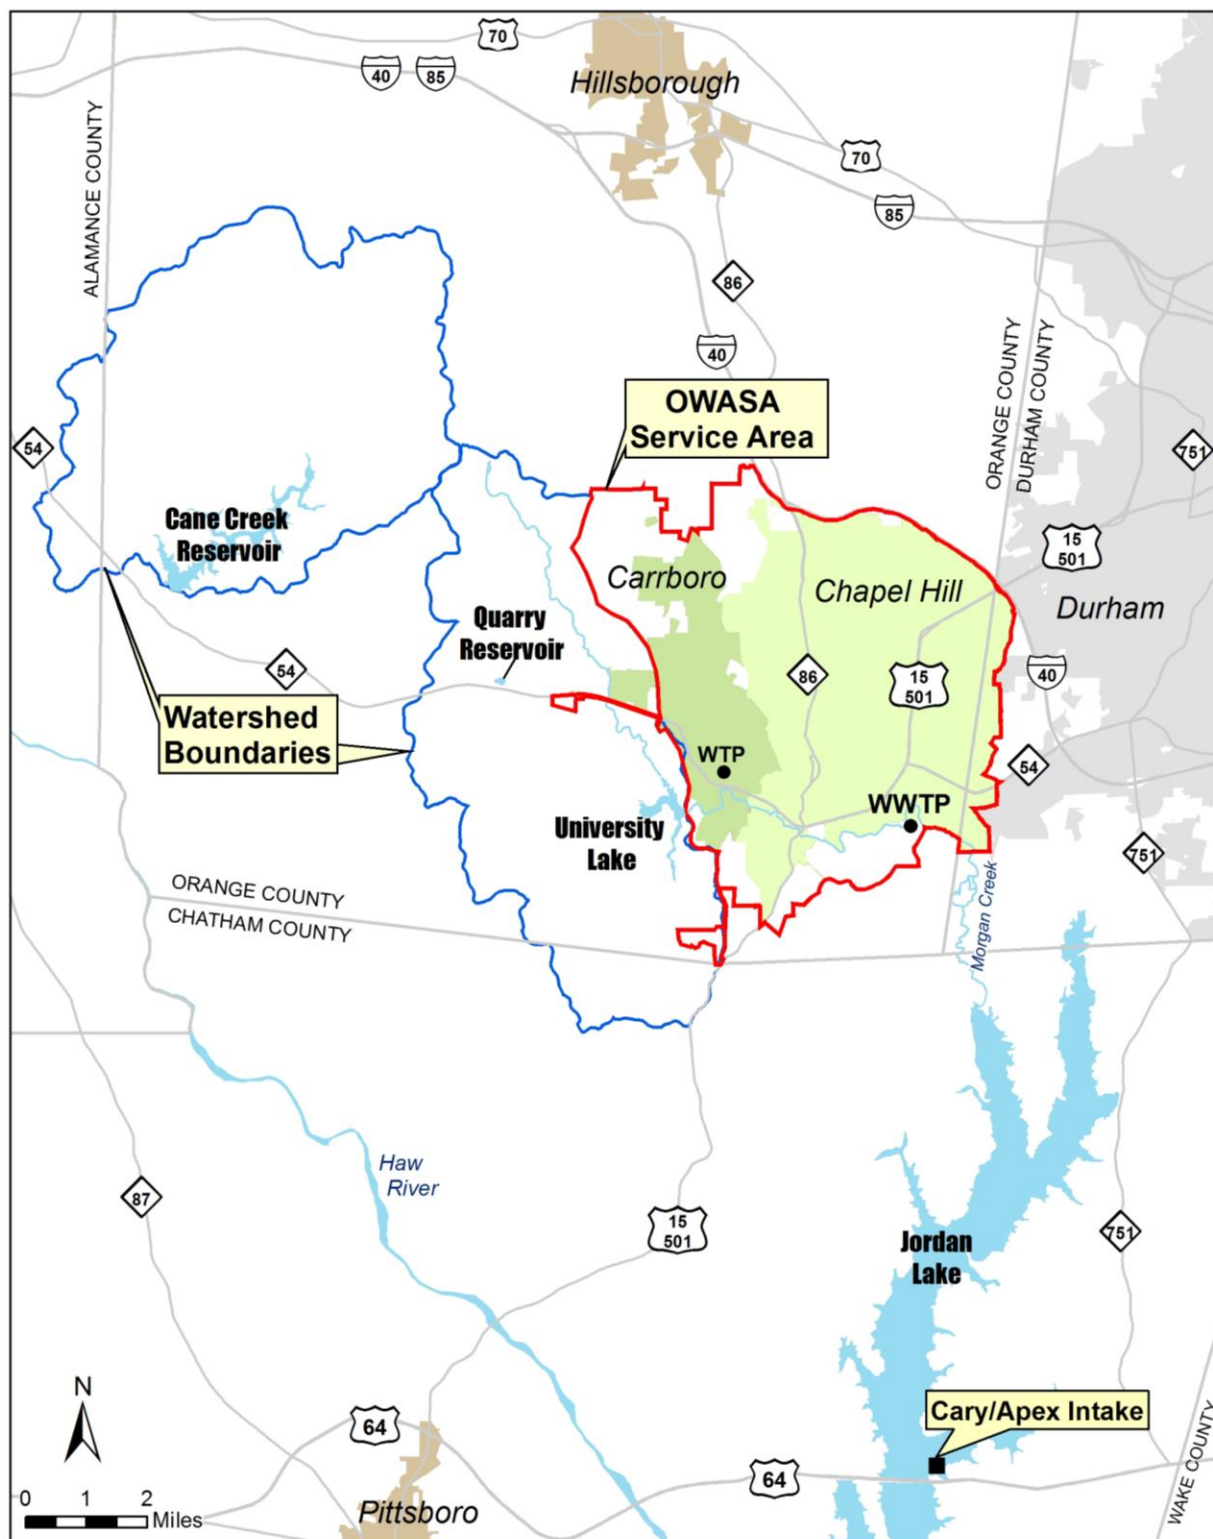 70
40
85
Hillsborough
70
85
ALAMANCE COUNTY
86
40
ORANGE COUNTY
DURHAM COUNTY
OWASA
Service Area
54
751
Cane Creek
Reservoir
15
501
Carrboro
Chapel Hill
Durham
Quarry
Reservoir
54
86
15
501
40
Watershed
Boundaries
WTP
54
WWTP
University
Lake
751
ORANGE COUNTY
CHATHAM COUNTY
Morgan Creek
Haw
River
87
15
501
751
Jordan
Lake
N
Cary/Apex Intake
64
64
WAKE COUNTY
0 1 2
Miles
Pittsboro